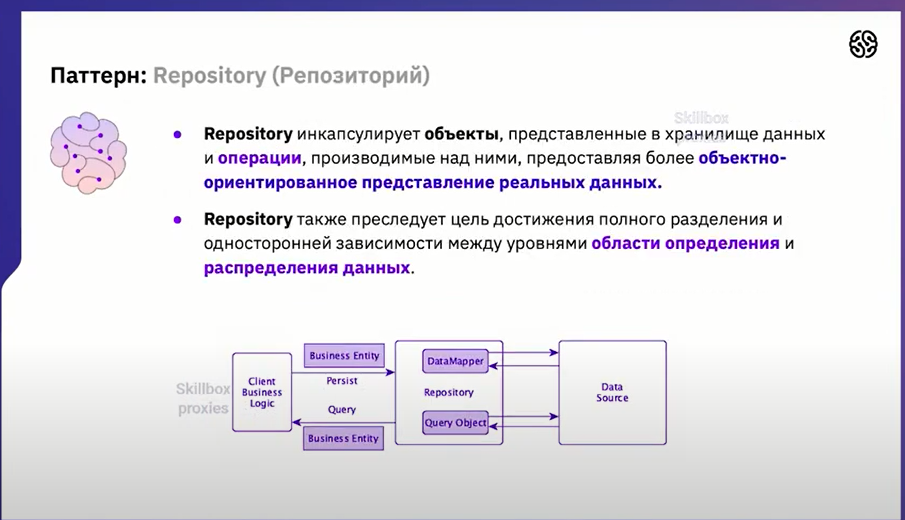 Паттерн: Repository (Репозиторий)
Skillbox
proxies
Repository инкапсулирует объекты, представленные в хранилище данных
и операции, производимые над ними, предоставляя более объектно-
ориентированное представление реальных данных.
Repository также преследует цель достижения полного разделения и
односторонней зависимости между уровнями области определения и
распределения данных.
Skillbox
proxies
Client
Business
Logic
Business Entity
Persist
Query
Business Entity
DataMapper
Repository
Query Object
Data
Source